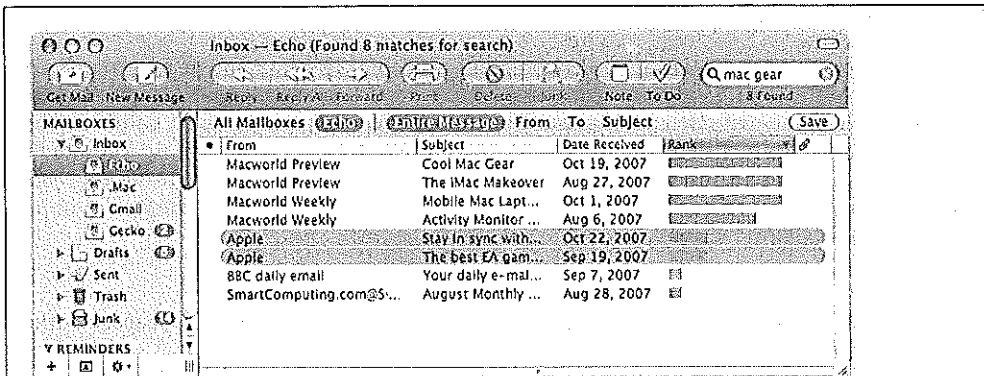 Inbox — Echo (Found 8 matches for search)
mac gear
Get Mail New Message Reply Reply All Forward Print Delete Junk Note To Do 8 Found
MAILBOXES
All Mailboxes Echo Entire Message From To Subject Save
Inbox
From Subject Date Received Rank
Echo
Macworld Preview Cool Mac Gear Oct 19, 2007
Macworld Preview The iMac Makeover Aug 27, 2007
.Mac
Macworld Weekly Mobile Mac Lapt... Oct 1, 2007
Gmail
Macworld Weekly Activity Monitor ... Aug 6, 2007
Gecko
Apple Stay in sync with... Oct 22, 2007
Drafts
Apple The best EA gam... Sep 19, 2007
Sent
BBC daily email Your daily e-mai... Sep 7, 2007
Trash
SmartComputing.com@S... August Monthly ... Aug 28, 2007
Junk
REMINDERS